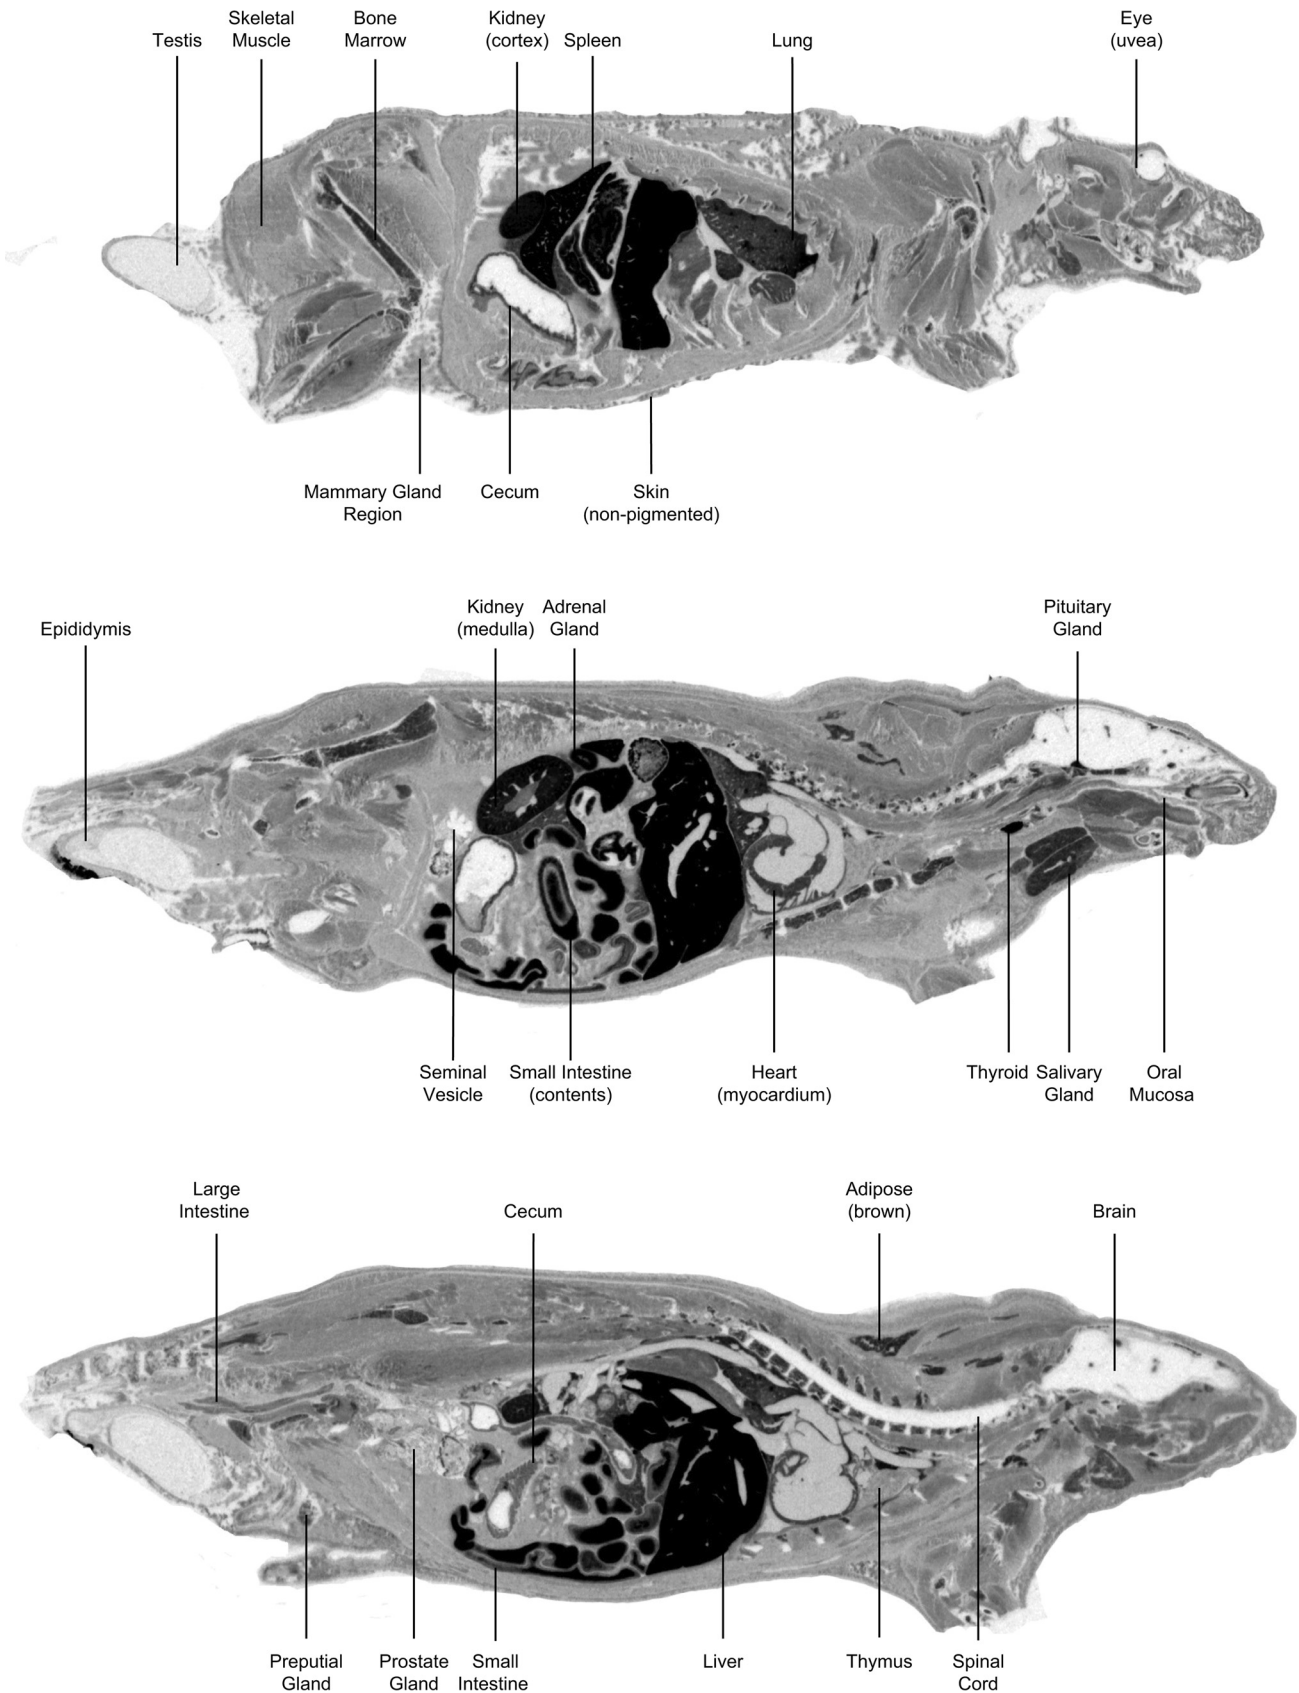 Testis
Skeletal
Muscle
Bone
Marrow
Kidney
(cortex)
Spleen
Lung
Eye
(uvea)
Mammary Gland
Region
Cecum
Skin
(non-pigmented)
Epididymis
Kidney
(medulla)
Adrenal
Gland
Pituitary
Gland
Seminal
Vesicle
Small Intestine
(contents)
Heart
(myocardium)
Thyroid
Salivary
Gland
Oral
Mucosa
Large
Intestine
Cecum
Adipose
(brown)
Brain
Preputial
Gland
Prostate
Gland
Small
Intestine
Liver
Thymus
Spinal
Cord